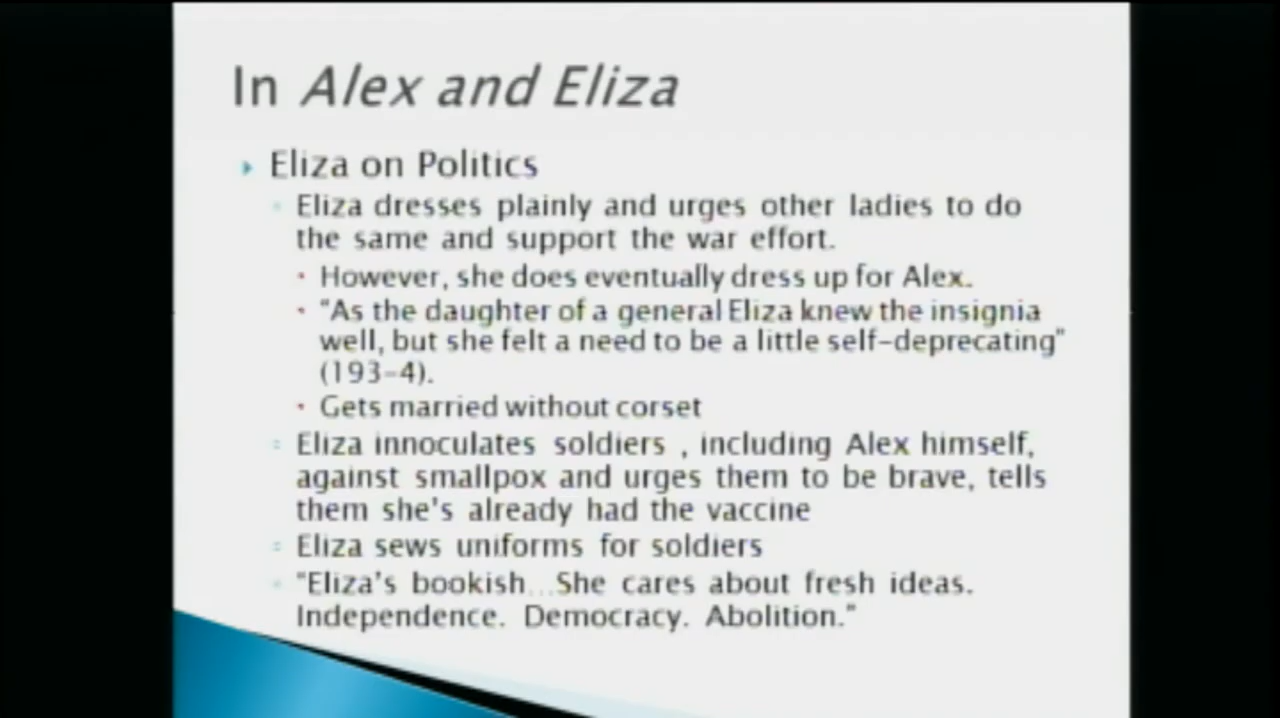 In Alex and Eliza
Eliza on Politics
Eliza dresses plainly and urges other ladies to do
the same and support the war effort.
However, she does eventually dress up for Alex.
"As the daughter of a general Eliza knew the insignia
well, but she felt a need to be a little self-deprecating"
(193-4).
Gets married without corset
Eliza innoculates soldiers , including Alex himself,
against smallpox and urges them to be brave, tells
them she's already had the vaccine
Eliza sews uniforms for soldiers
"Eliza's bookish...She cares about fresh ideas.
Independence. Democracy. Abolition."